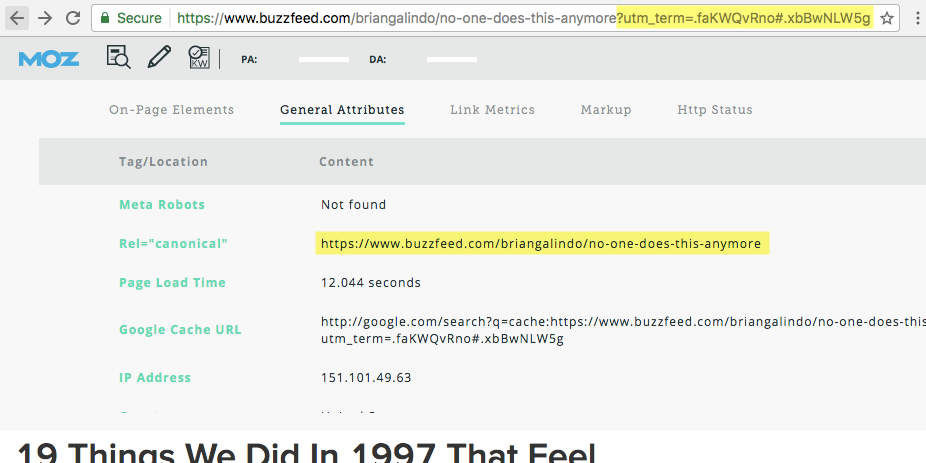 Secure https://www.buzzfeed.com/briangalindo/no-one-does-this-anymore?utm_term=.faKWQvRno#.xbBwNLW5g
MOZ KW PA: DA:
On-Page Elements General Attributes Link Metrics Markup Http Status
Tag/Location Content
Meta Robots Not found
Rel="canonical" https://www.buzzfeed.com/briangalindo/no-one-does-this-anymore
Page Load Time 12.044 seconds
Google Cache URL http://google.com/search?q=cache:https://www.buzzfeed.com/briangalindo/no-one-does-this
utm_term=.faKWQvRno#.xbBwNLW5g
IP Address 151.101.49.63
19 Things We Did In 1997 That Feel